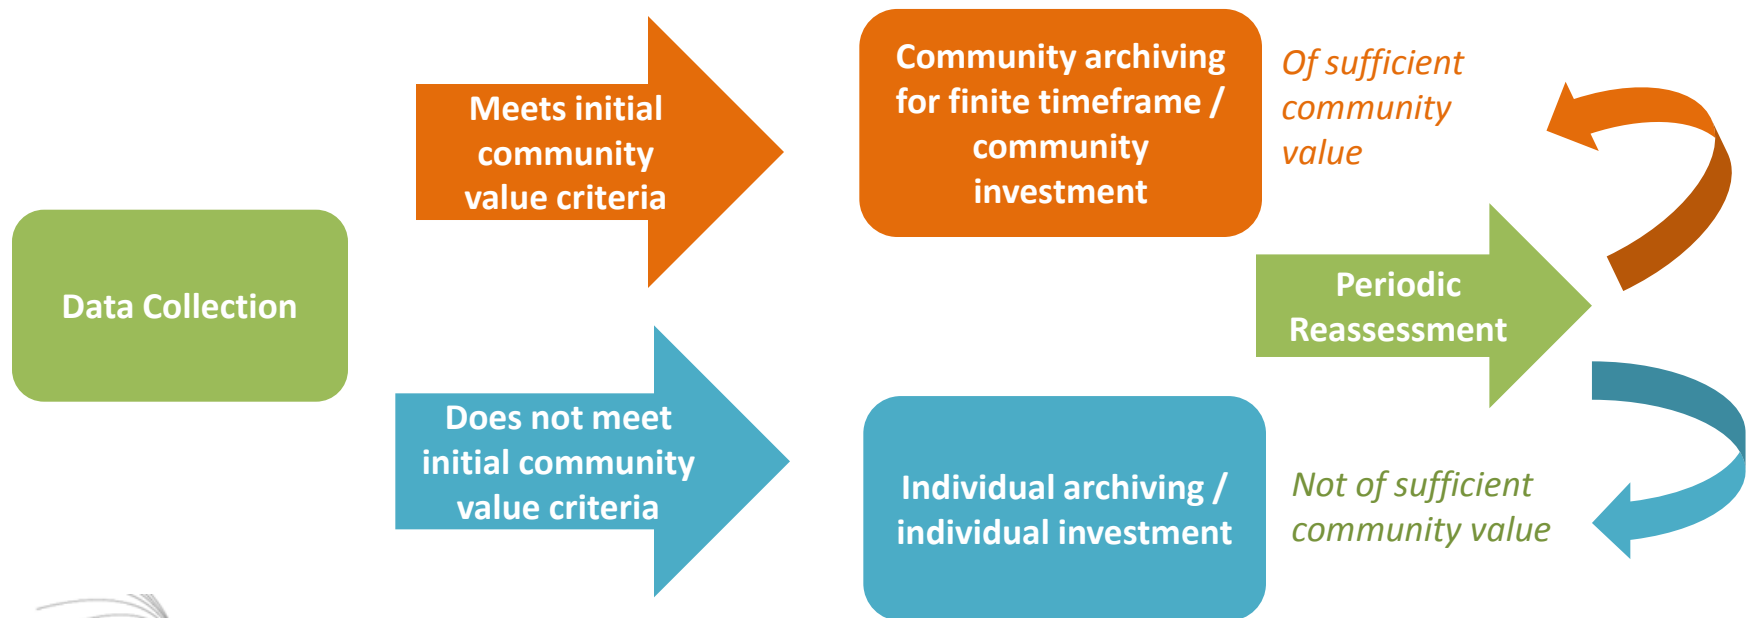 Data Collection
Meets initial
community
value criteria
Does not meet
initial community
value criteria
Community archiving
for finite timeframe /
community
investment
Individual archiving /
individual investment
Periodic
Reassessment
Of sufficient
community
value
Not of sufficient
community value